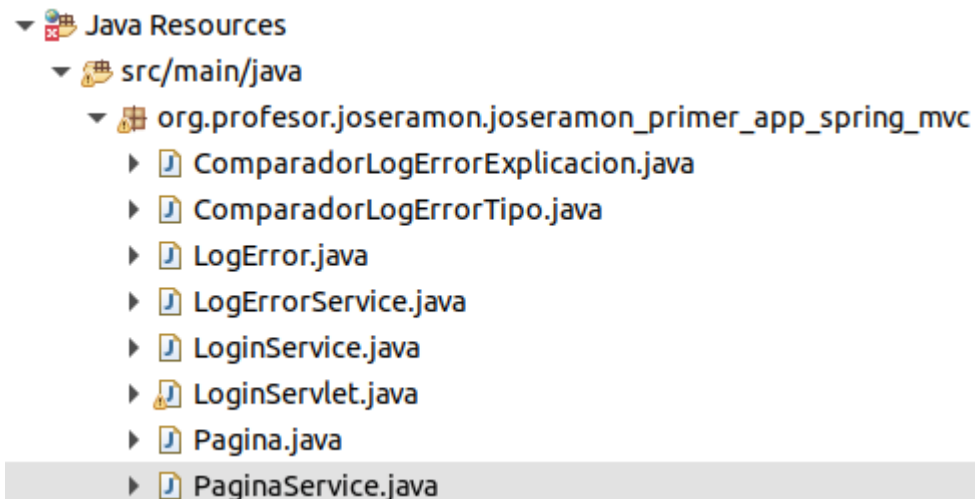 Java Resources
src/main/java
org.profesor.joseramon.joseramon_primer_app_spring_mvc
ComparadorLogErrorExplicacion.java
ComparadorLogErrorTipo.java
LogError.java
LogErrorService.java
LoginService.java
LoginServlet.java
Pagina.java
PaginaService.java